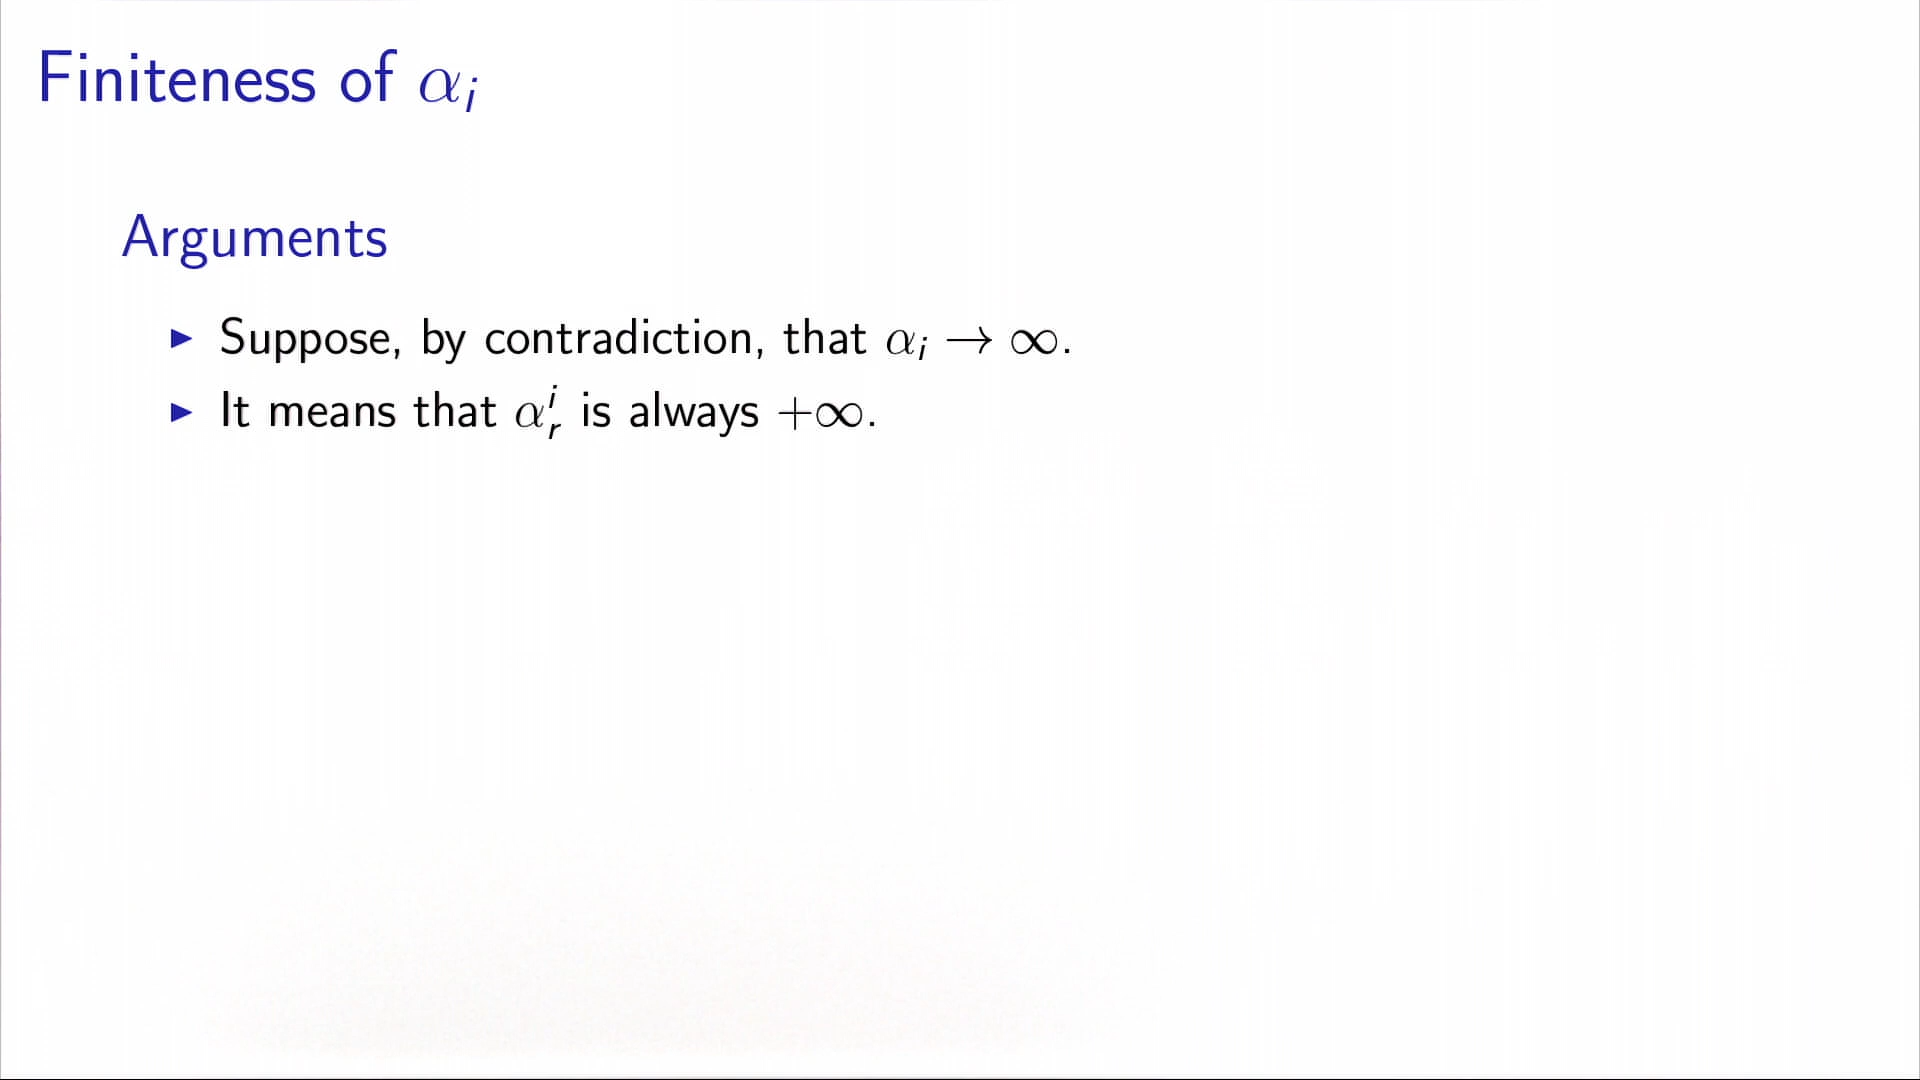 Finiteness of αᵢ
Arguments
▶ Suppose, by contradiction, that αᵢ → ∞.
▶ It means that αᵣⁱ is always +∞.